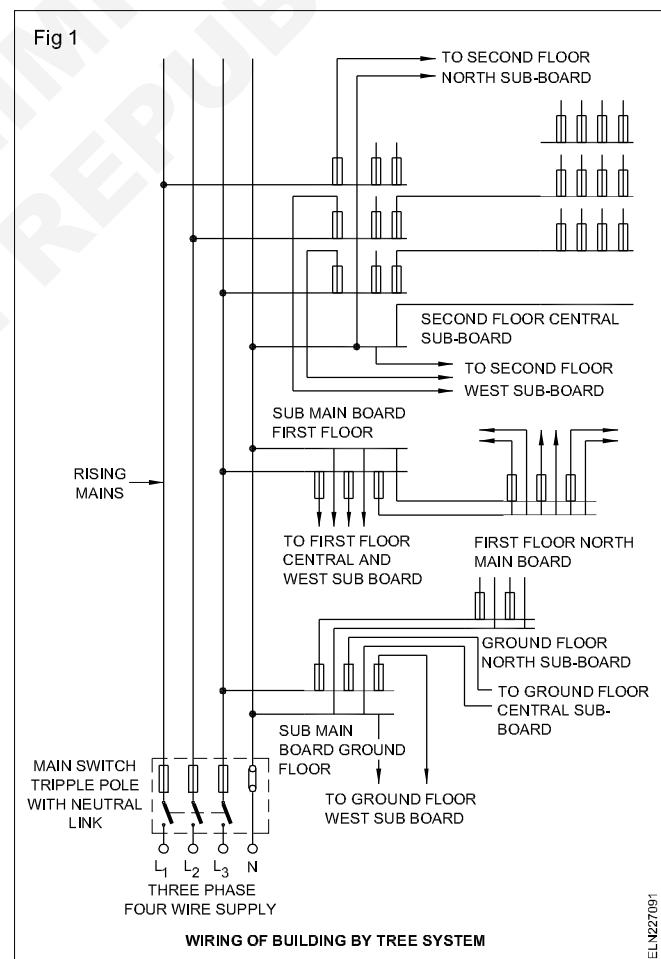 Fig 1
TO SECOND FLOOR
NORTH SUB-BOARD
SECOND FLOOR CENTRAL
SUB-BOARD
TO SECOND FLOOR
WEST SUB-BOARD
SUB MAIN BOARD
FIRST FLOOR
RISING
MAINS
TO FIRST FLOOR
CENTRAL AND
WEST SUB BOARD
FIRST FLOOR NORTH
MAIN BOARD
GROUND FLOOR
NORTH SUB-BOARD
TO GROUND FLOOR
CENTRAL SUB-
BOARD
SUB MAIN
BOARD GROUND
FLOOR
MAIN SWITCH
TRIPPLE POLE
WITH NEUTRAL
LINK
TO GROUND FLOOR
WEST SUB BOARD
L1 L2 L3 N
THREE PHASE
FOUR WIRE SUPPLY
WIRING OF BUILDING BY TREE SYSTEM
ELN227091